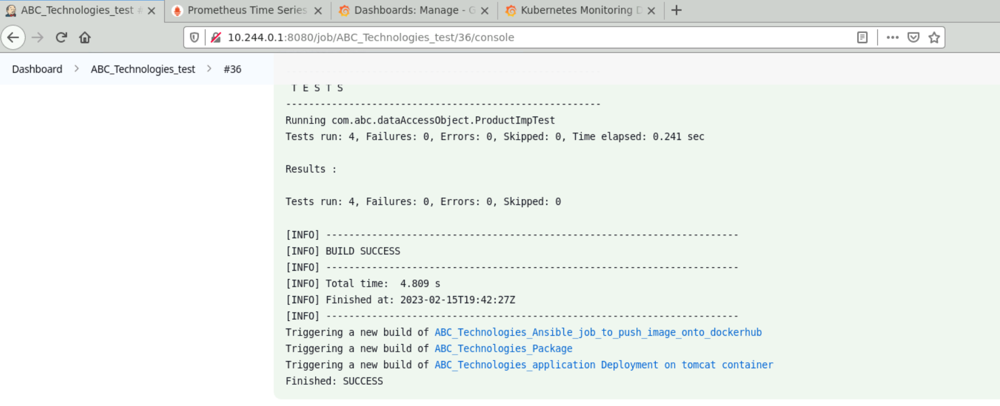 ABC_Technologies_test #
Prometheus Time Series
Dashboards: Manage - G
Kubernetes Monitoring D
10.244.0.1:8080/job/ABC_Technologies_test/36/console
Dashboard > ABC_Technologies_test > #36
-------------------------------------------------------
T E S T S
-------------------------------------------------------
Running com.abc.dataAccessObject.ProductImpTest
Tests run: 4, Failures: 0, Errors: 0, Skipped: 0, Time elapsed: 0.241 sec
Results :
Tests run: 4, Failures: 0, Errors: 0, Skipped: 0
[INFO] ------------------------------------------------------------------------
[INFO] BUILD SUCCESS
[INFO] ------------------------------------------------------------------------
[INFO] Total time:  4.809 s
[INFO] Finished at: 2023-02-15T19:42:27Z
[INFO] ------------------------------------------------------------------------
Triggering a new build of ABC_Technologies_Ansible_job_to_push_image_onto_dockerhub
Triggering a new build of ABC_Technologies_Package
Triggering a new build of ABC_Technologies_application Deployment on tomcat container
Finished: SUCCESS